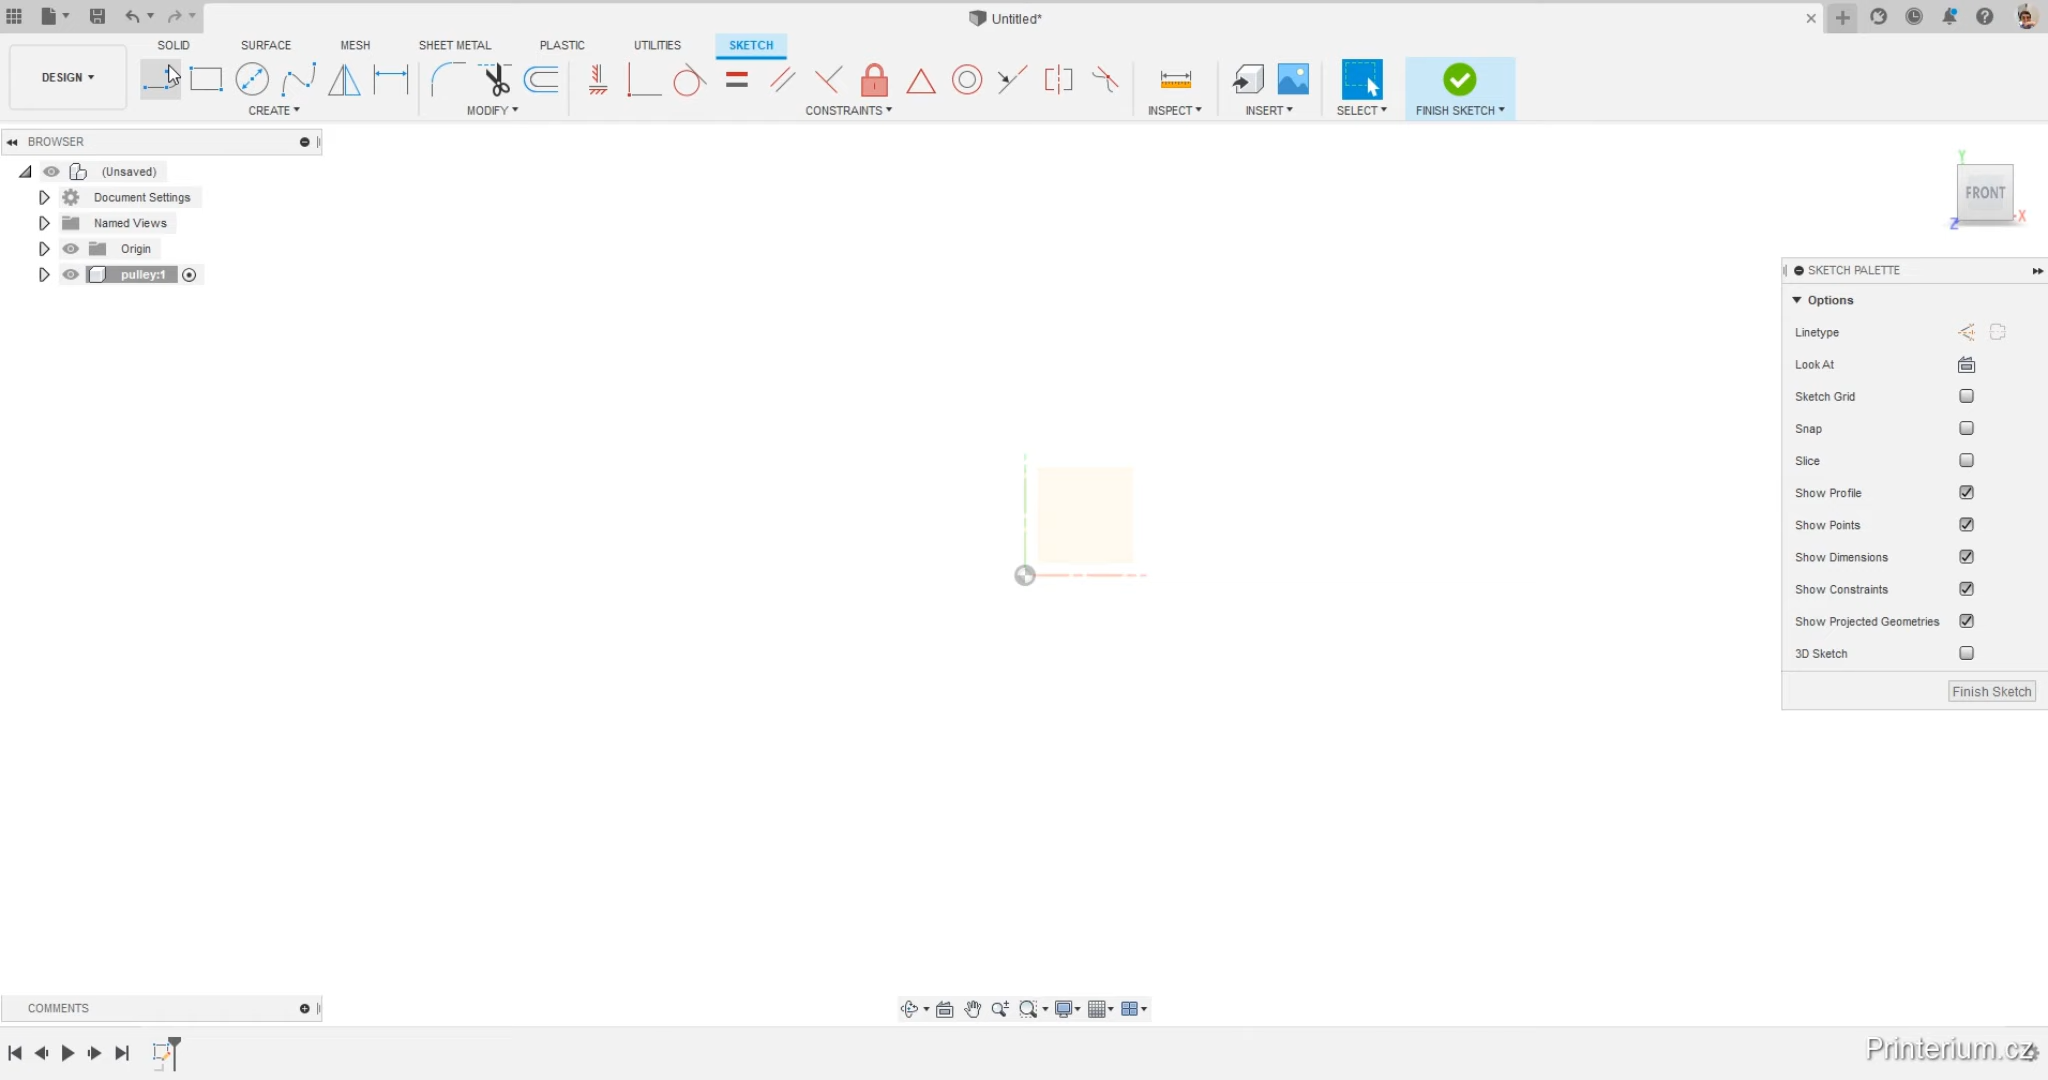 Untitled*
SOLID SURFACE MESH SHEET METAL PLASTIC UTILITIES SKETCH
DESIGN
CREATE MODIFY CONSTRAINTS INSPECT INSERT SELECT FINISH SKETCH
BROWSER
(Unsaved)
Document Settings
Named Views
Origin
pulley:1
Y
FRONT
Z
X
SKETCH PALETTE
Options
Linetype
Look At
Sketch Grid
Snap
Slice
Show Profile
Show Points
Show Dimensions
Show Constraints
Show Projected Geometries
3D Sketch
Finish Sketch
COMMENTS
Printerium.cz